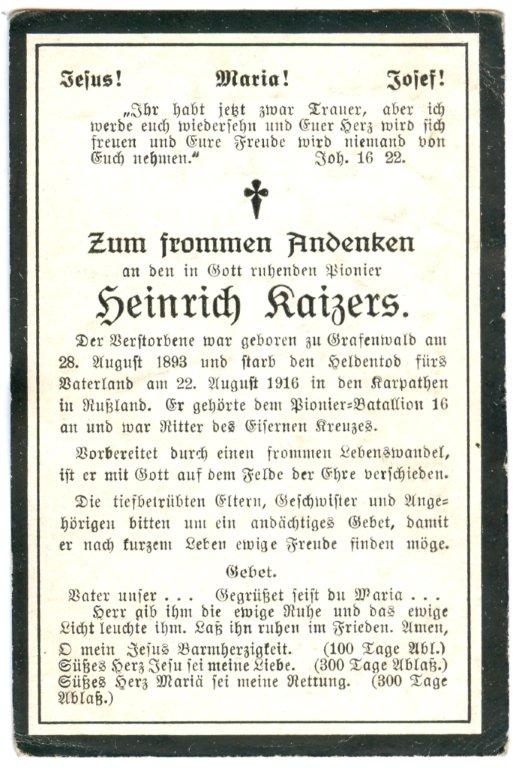 Jesus! Maria! Josef!
„Ihr habt jetzt zwar Trauer, aber ich
werde euch wiedersehn und Euer Herz wird sich
freuen und Eure Freude wird niemand von
Euch nehmen.“ Joh. 16 22.
Zum frommen Andenken
an den in Gott ruhenden Pionier
Heinrich Kaizers.
Der Verstorbene war geboren zu Grafenwald am
28. August 1893 und starb den Heldentod fürs
Vaterland am 22. August 1916 in den Karpathen
in Rußland. Er gehörte dem Pionier-Batallion 16
an und war Ritter des Eisernen Kreuzes.
Vorbereitet durch einen frommen Lebenswandel,
ist er mit Gott auf dem Felde der Ehre verschieden.
Die tiefbetrübten Eltern, Geschwister und Ange-
hörigen bitten um ein andächtiges Gebet, damit
er nach kurzem Leben ewige Freude finden möge.
Gebet.
Vater unser . . . Gegrüßet seist du Maria . . .
Herr gib ihm die ewige Ruhe und das ewige
Licht leuchte ihm. Laß ihn ruhen im Frieden. Amen,
O mein Jesus Barmherzigkeit. (100 Tage Abl.)
Süßes Herz Jesu sei meine Liebe. (300 Tage Ablaß.)
Süßes Herz Mariä sei meine Rettung. (300 Tage
Ablaß.)